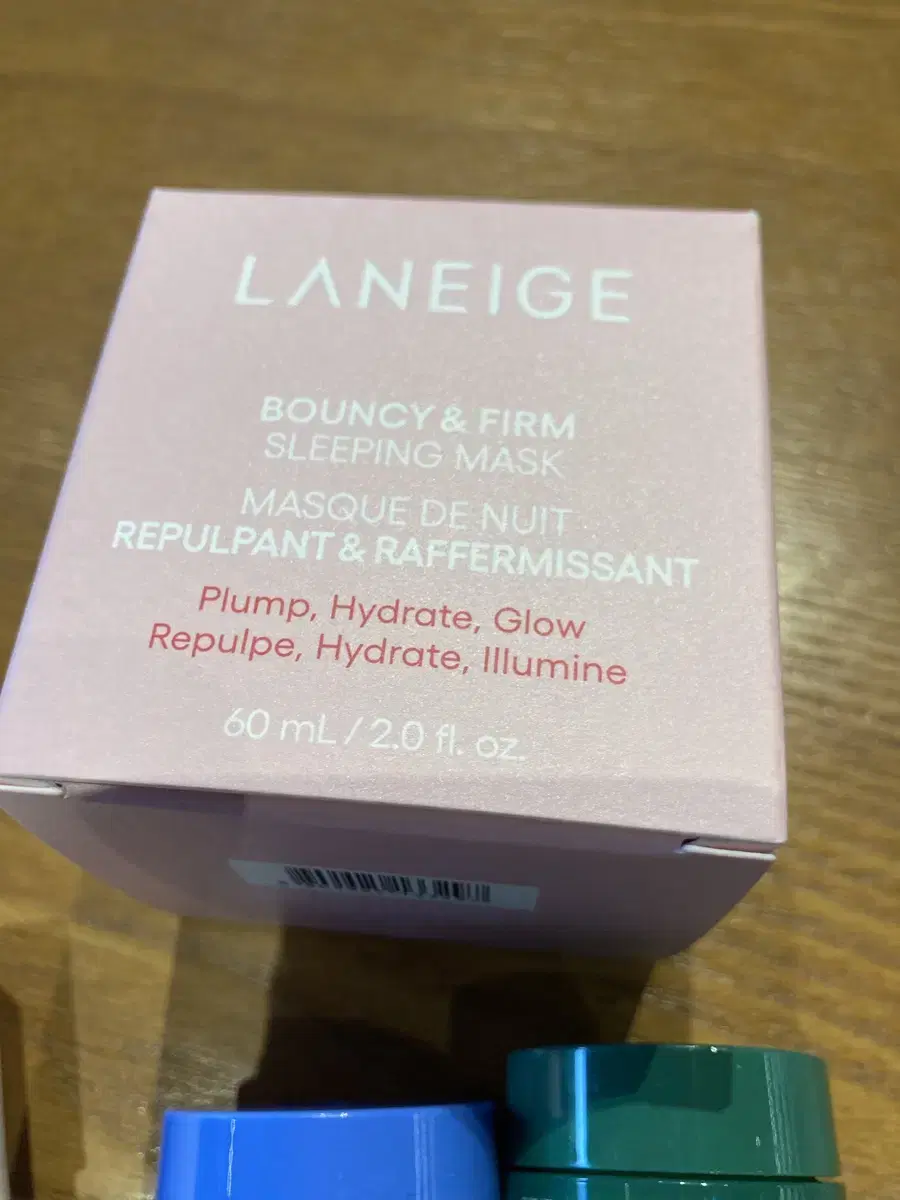 LANEIGE
BOUNCY & FIRM
SLEEPING MASK
MASQUE DE NUIT
REPULPANT & RAFFERMISSANT
Plump, Hydrate, Glow
Repulpe, Hydrate, Illumine
60 mL / 2.0 fl. oz.